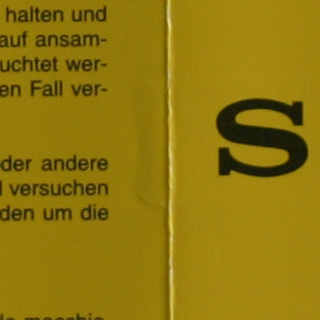 halten und
auf ansam-
uchtet wer-
en Fall ver-
der andere
versuchen
den um die
S